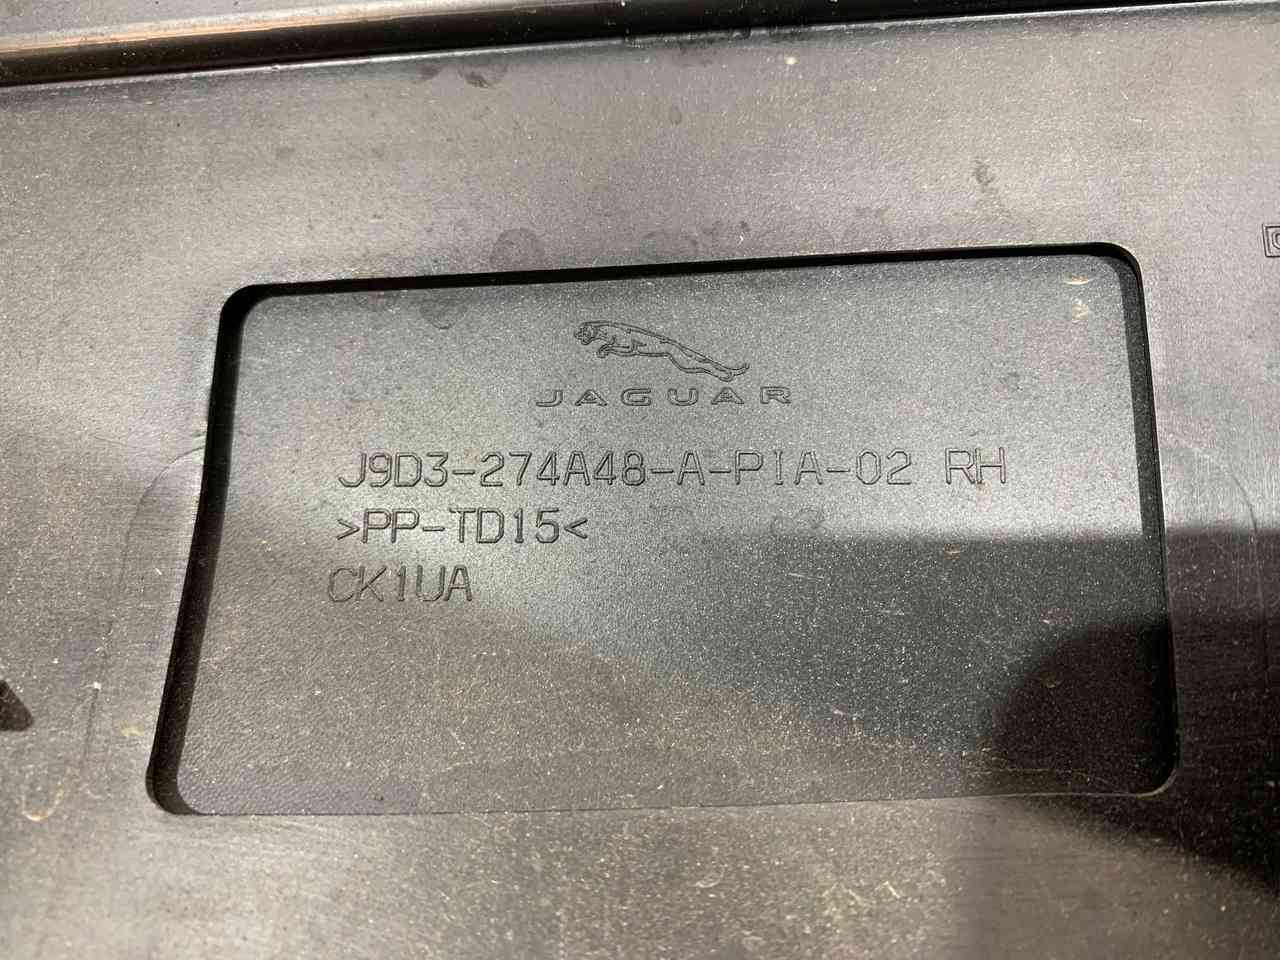 JAGUAR
J9D3-274A48-A-PIA-02 RH
>PP-TD15<
CK1UA